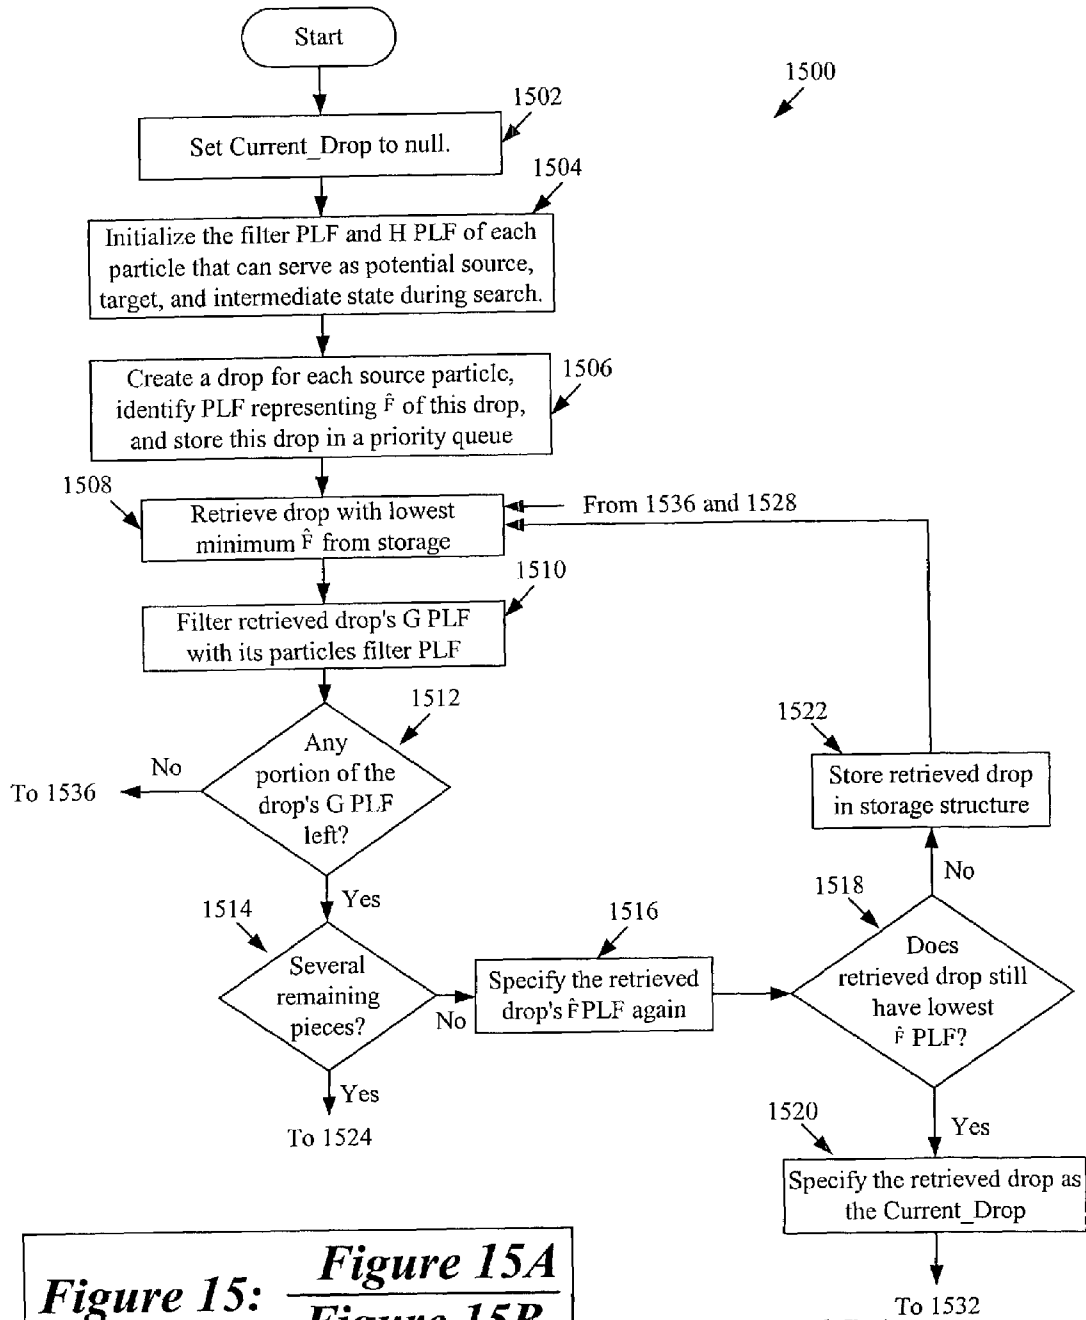 Start
1500
1502
Set Current_Drop to null.
1504
Initialize the filter PLF and H PLF of each
particle that can serve as potential source,
target, and intermediate state during search.
1506
Create a drop for each source particle,
identify PLF representing F̂ of this drop,
and store this drop in a priority queue
1508
Retrieve drop with lowest
minimum F̂ from storage
From 1536 and 1528
1510
Filter retrieved drop's G PLF
with its particles filter PLF
1512
Any
portion of the
drop's G PLF
left?
No
To 1536
Yes
1514
Several
remaining
pieces?
No
Yes
To 1524
1516
Specify the retrieved
drop's F̂ PLF again
1518
Does
retrieved drop still
have lowest
F̂ PLF?
No
1522
Store retrieved drop
in storage structure
Yes
1520
Specify the retrieved drop as
the Current_Drop
To 1532
Figure 15:
Figure 15A
Figure 15B